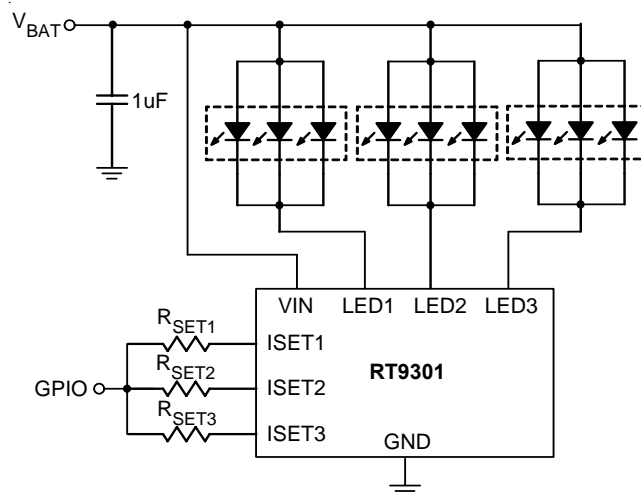 VBAT
1uF
VIN LED1 LED2 LED3
RSET1
ISET1
RSET2
ISET2
GPIO
RT9301
RSET3
ISET3
GND